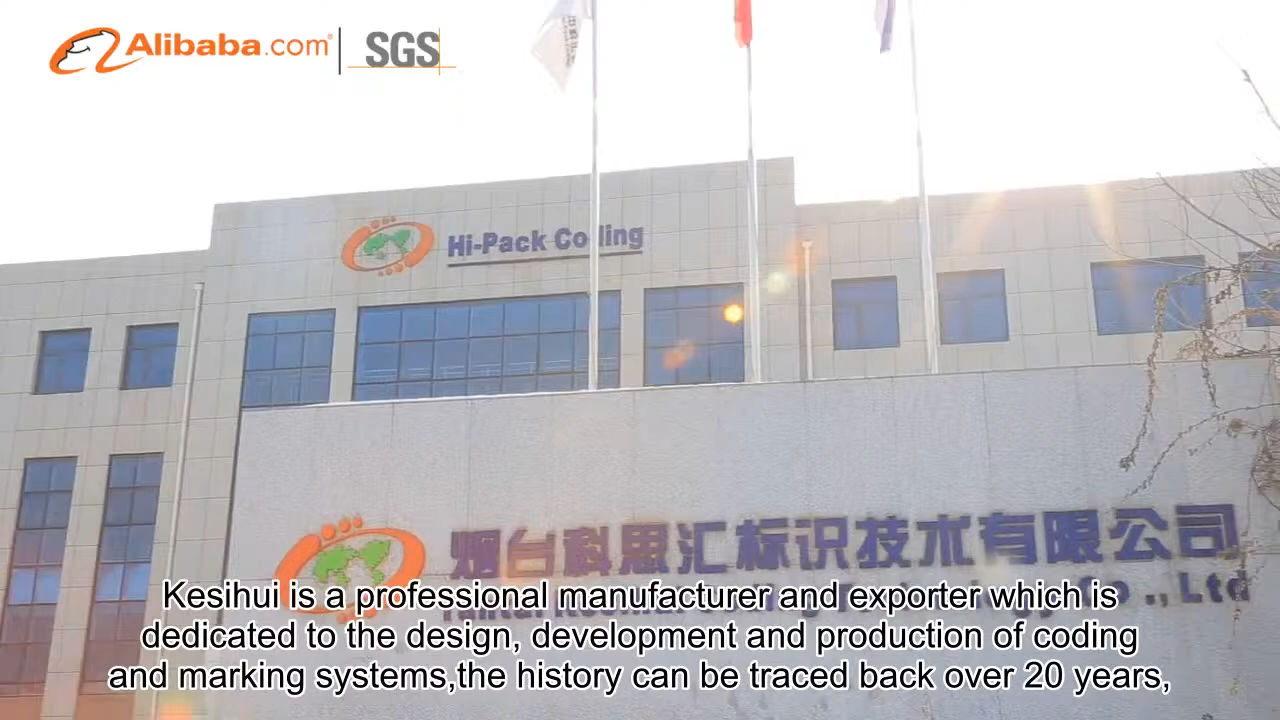 Alibaba.com
SGS
Hi-Pack Coding
烟台科思汇标识技术有限公司
Co .,Ltd
Kesihui is a professional manufacturer and exporter which is
dedicated to the design, development and production of coding
and marking systems,the history can be traced back over 20 years,